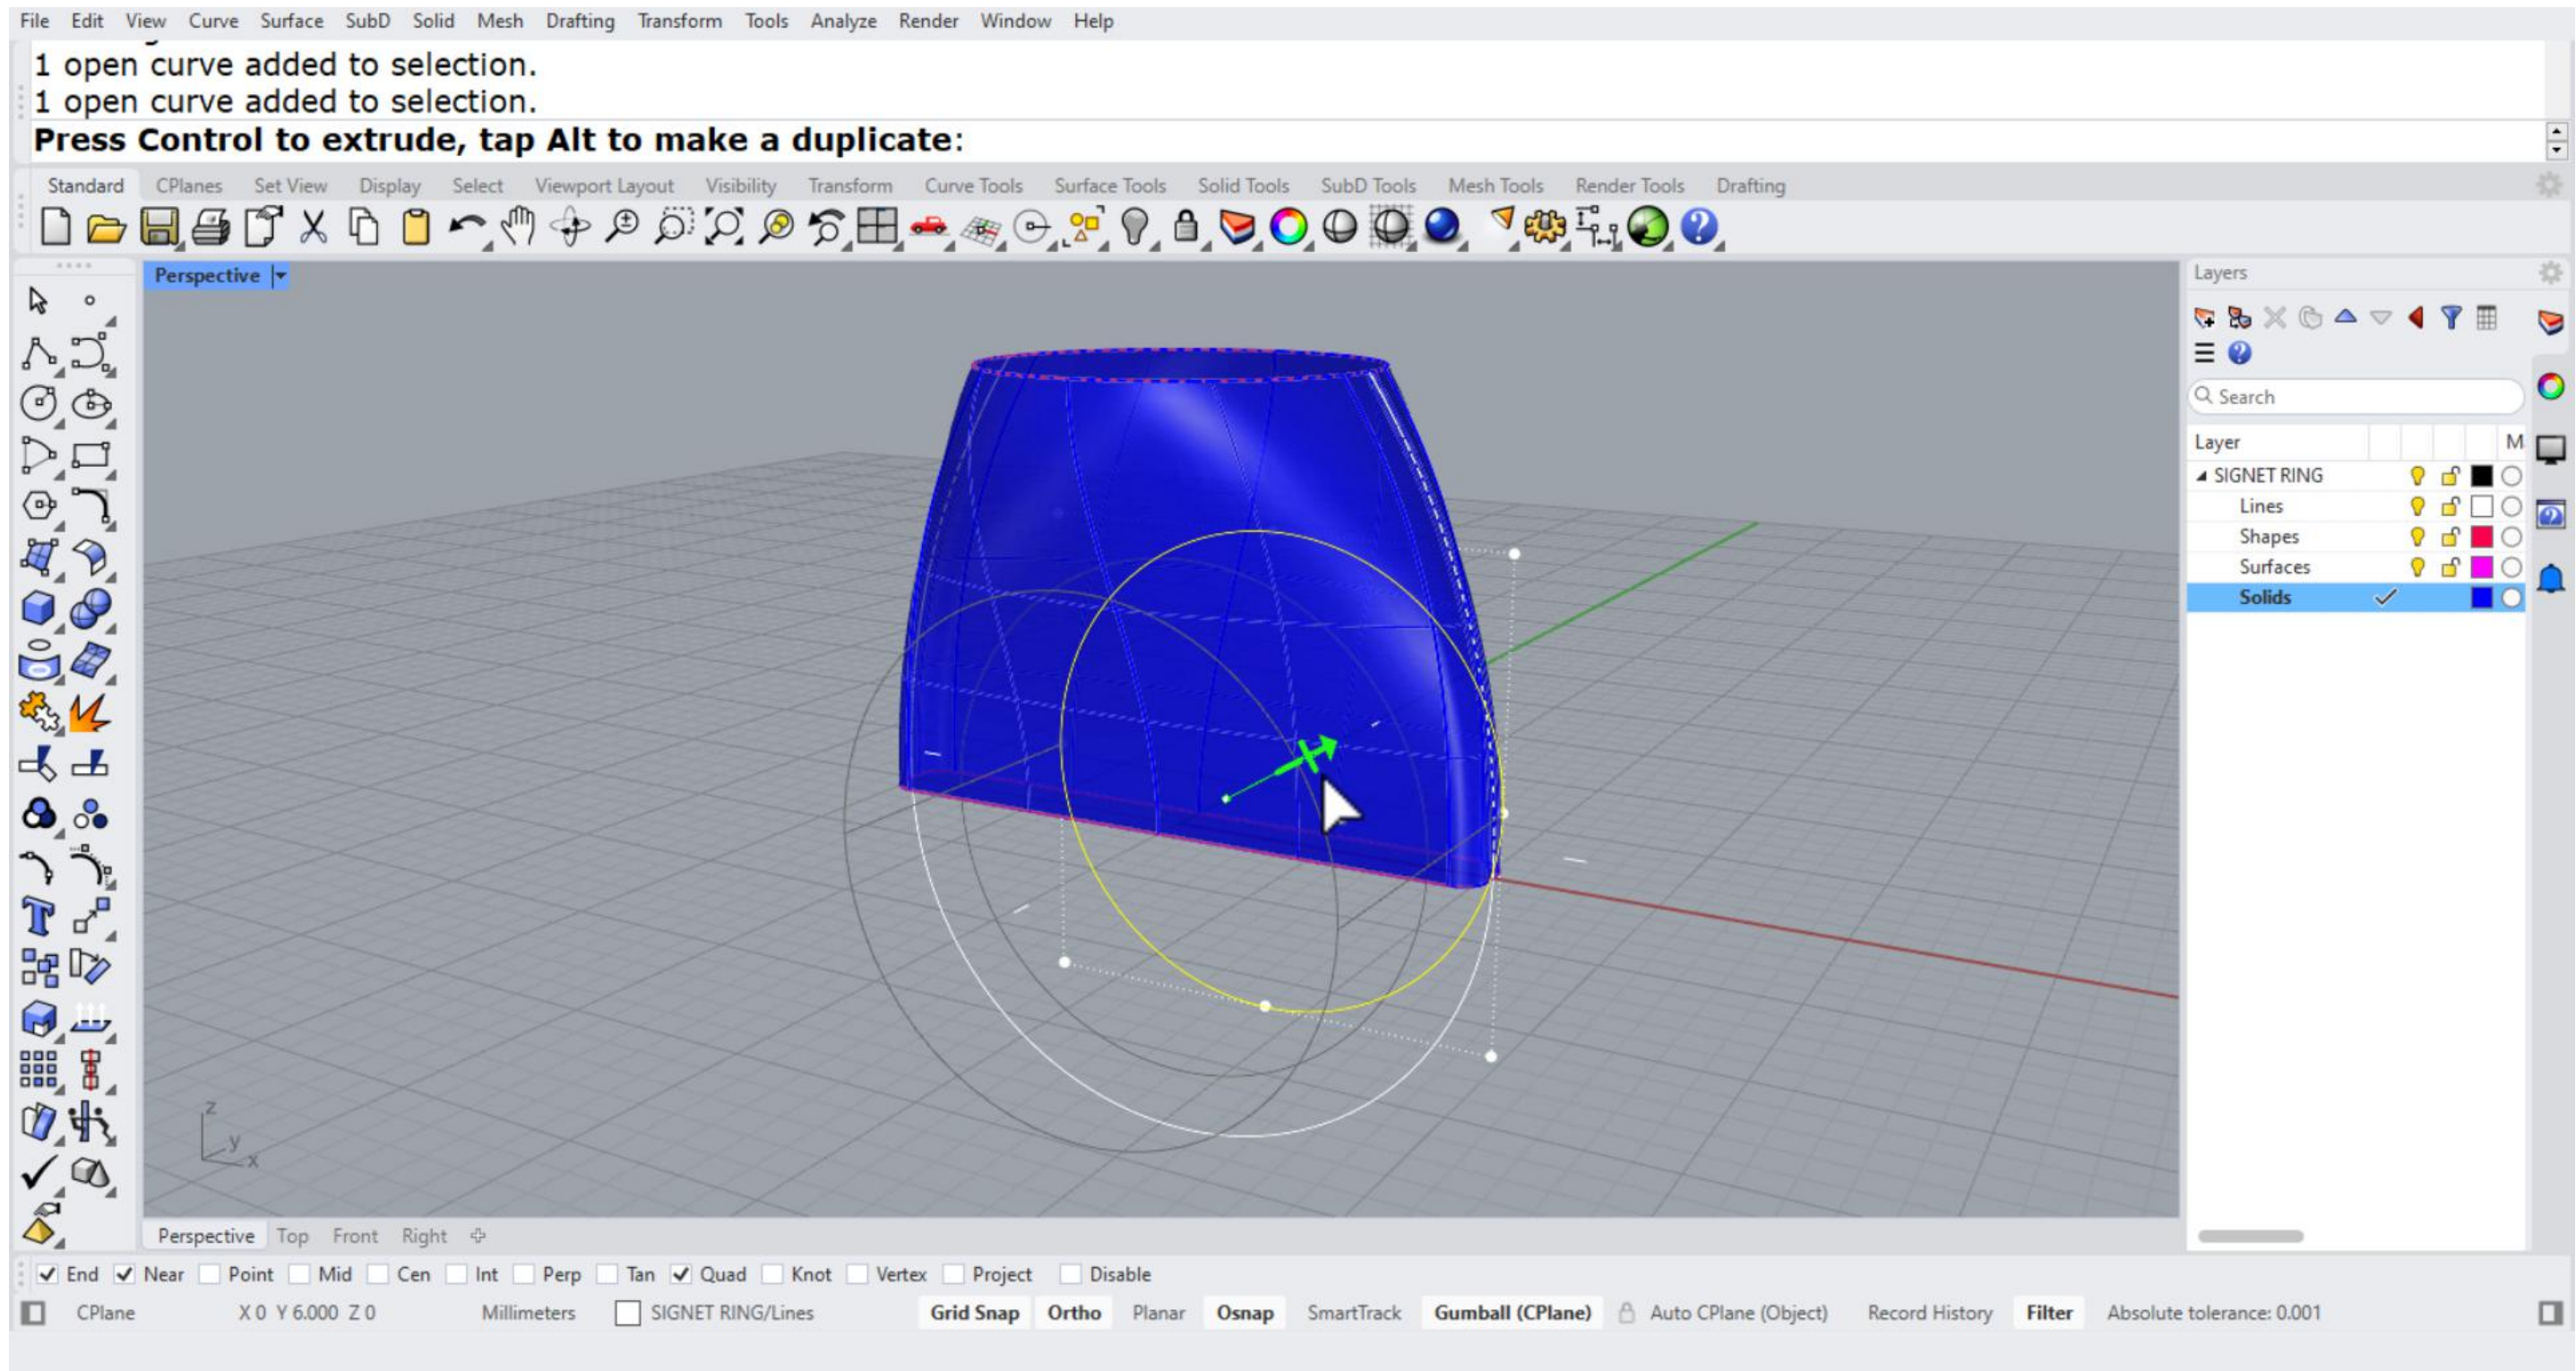 File Edit View Curve Surface SubD Solid Mesh Drafting Transform Tools Analyze Render Window Help
1 open curve added to selection.
1 open curve added to selection.
Press Control to extrude, tap Alt to make a duplicate:
Standard CPlanes Set View Display Select Viewport Layout Visibility Transform Curve Tools Surface Tools Solid Tools SubD Tools Mesh Tools Render Tools Drafting
Perspective
Layers
Search
Layer M
SIGNET RING
Lines
Shapes
Surfaces
Solids
z
y
x
Perspective Top Front Right
End Near Point Mid Cen Int Perp Tan Quad Knot Vertex Project Disable
CPlane X 0 Y 6.000 Z 0 Millimeters SIGNET RING/Lines Grid Snap Ortho Planar Osnap SmartTrack Gumball (CPlane) Auto CPlane (Object) Record History Filter Absolute tolerance: 0.001